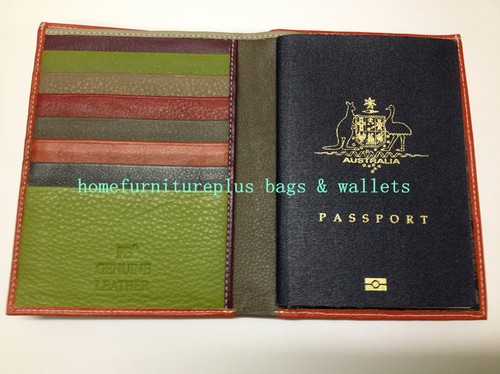 AUSTRALIA
homefurnitureplus bags & wallets
PASSPORT
GENUINE
LEATHER